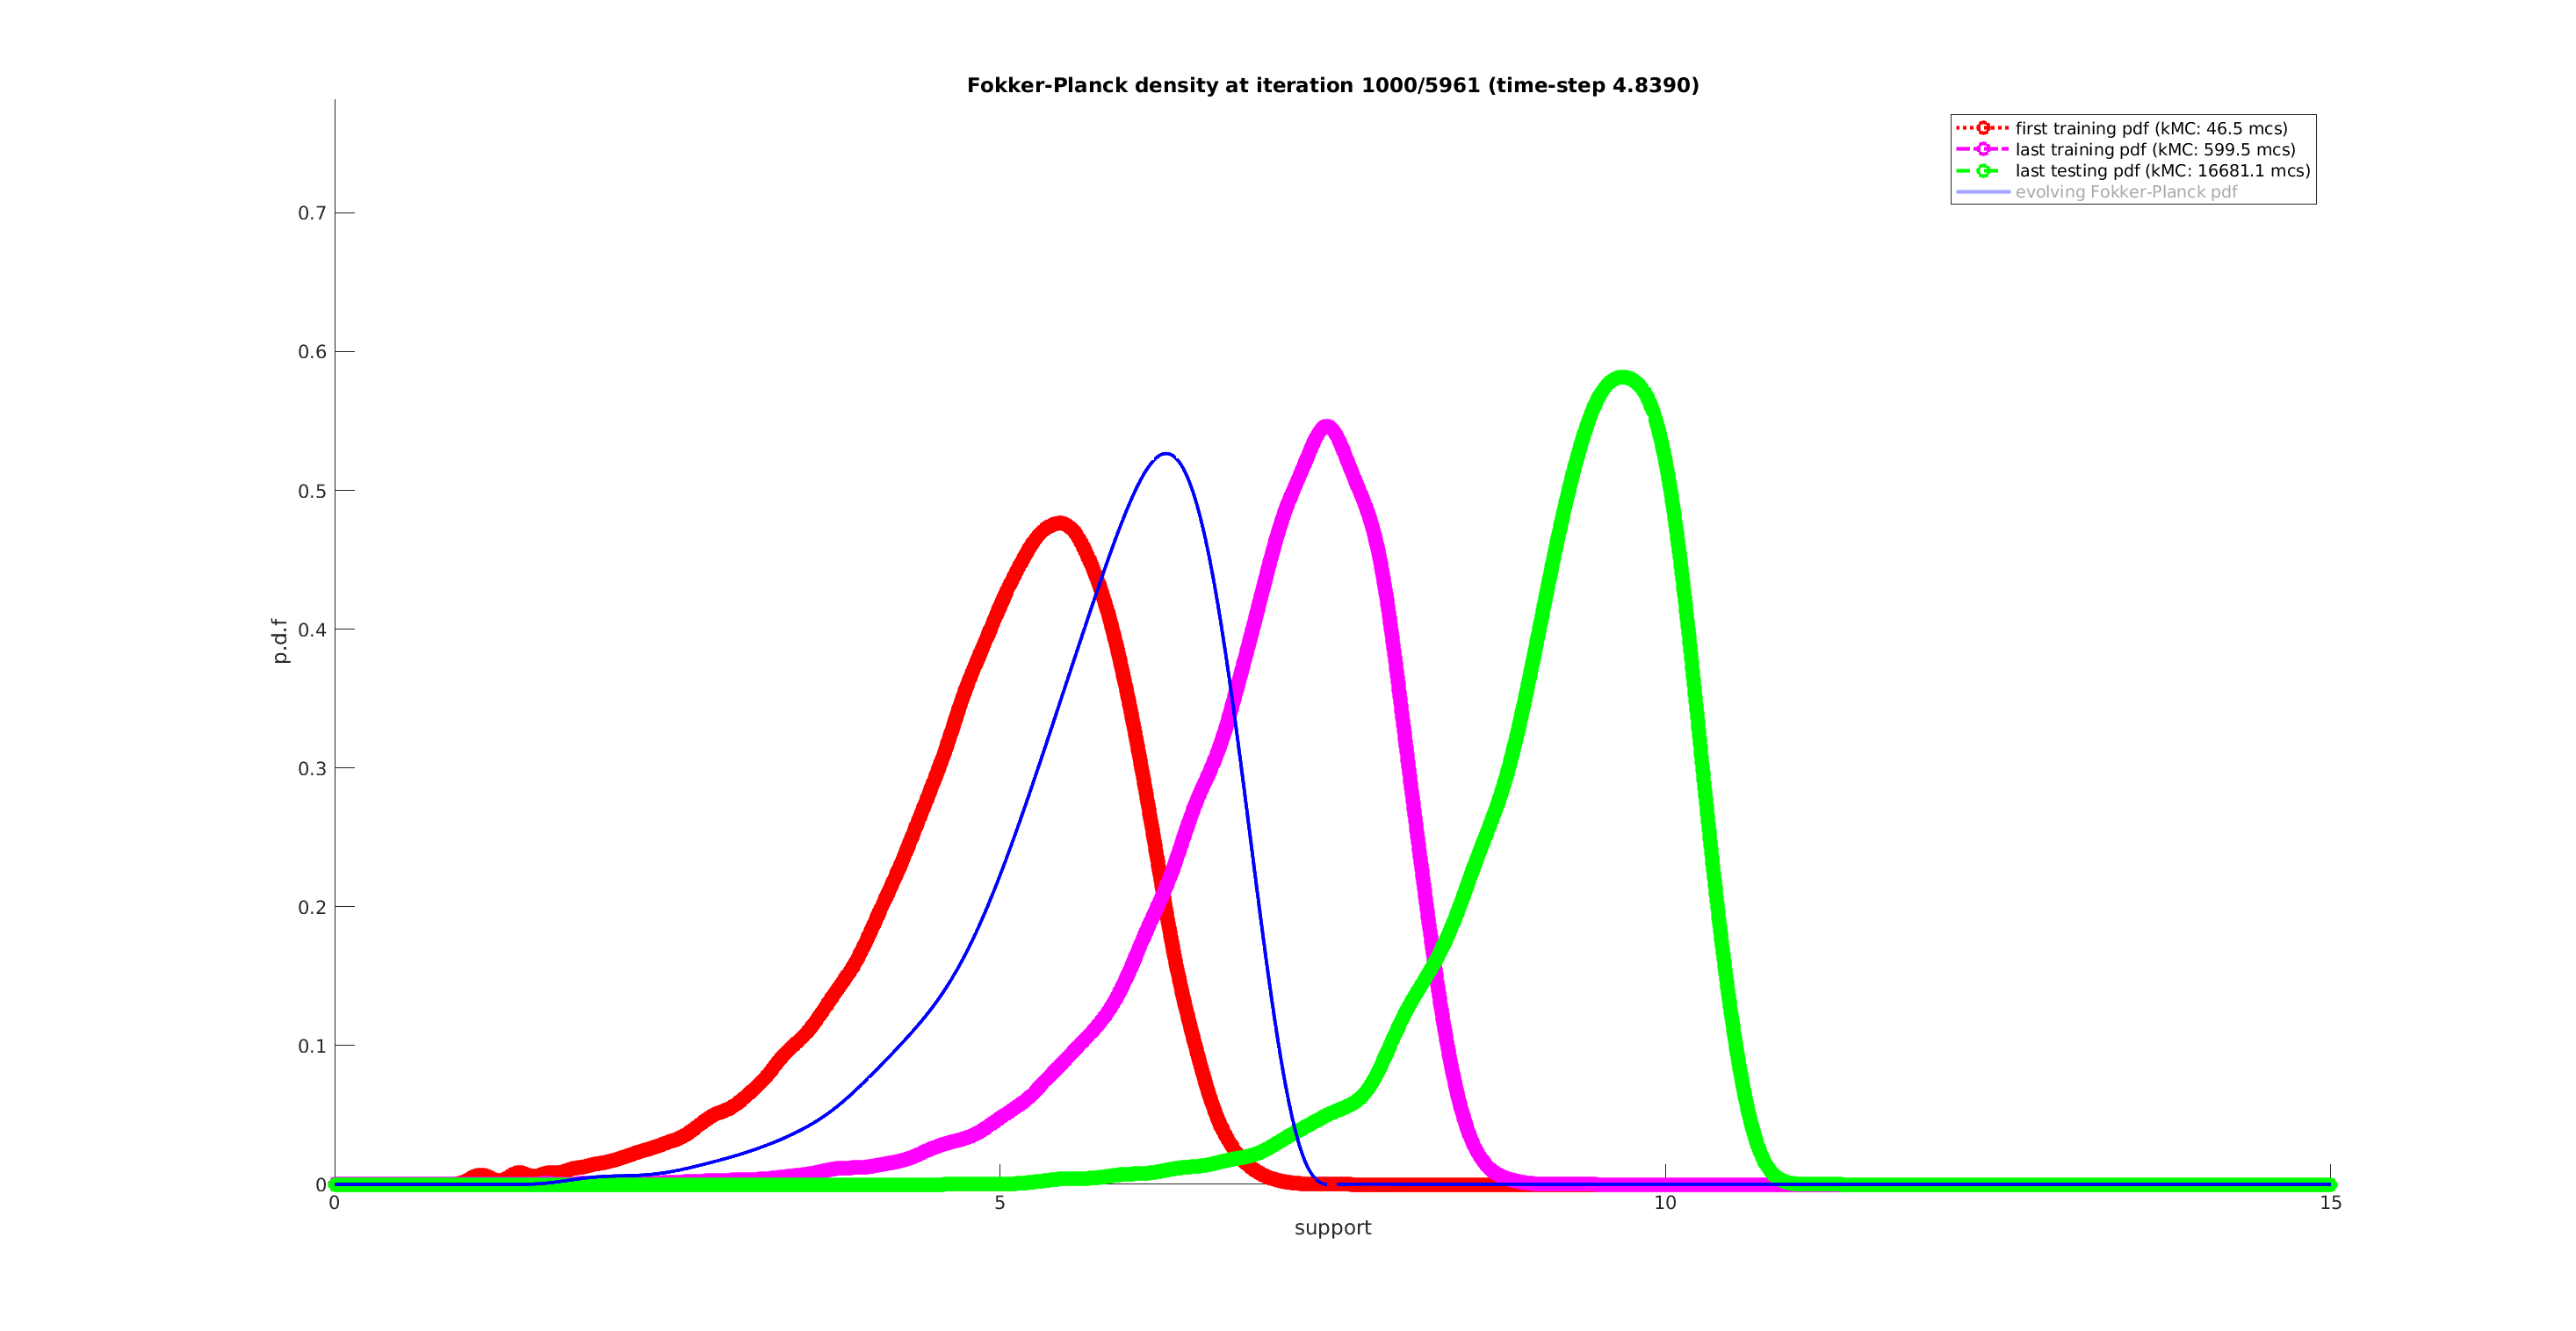 Fokker-Planck density at iteration 1000/5961 (time-step 4.8390)
first training pdf (kMC: 46.5 mcs)
last training pdf (kMC: 599.5 mcs)
last testing pdf (kMC: 16681.1 mcs)
evolving Fokker-Planck pdf
0.7
0.6
0.5
0.4
0.3
0.2
0.1
0
p.d.f
0 5 10 15
support